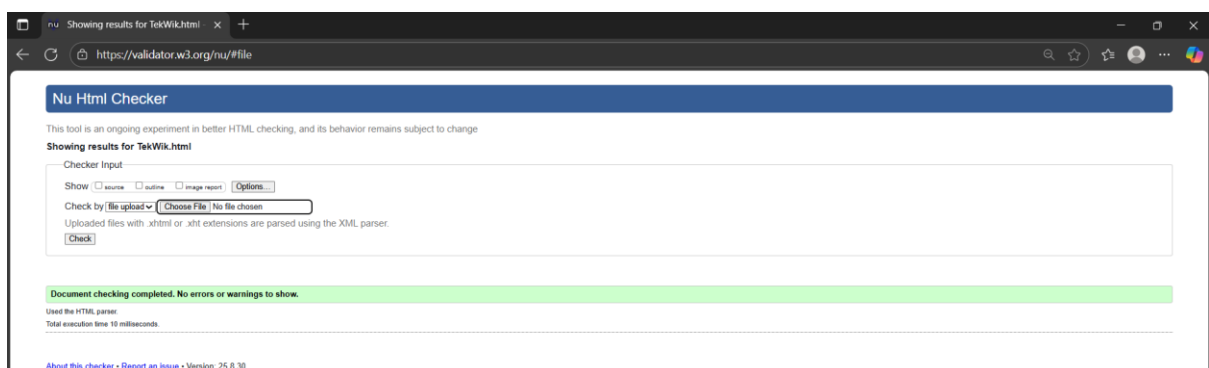 nu Showing results for TekWik.html -
https://validator.w3.org/nu/#file
Nu Html Checker
This tool is an ongoing experiment in better HTML checking, and its behavior remains subject to change
Showing results for TekWik.html
Checker Input
Show source outline image report Options...
Check by file upload Choose File No file chosen
Uploaded files with .xhtml or .xht extensions are parsed using the XML parser.
Check
Document checking completed. No errors or warnings to show.
Used the HTML parser.
Total execution time 10 milliseconds.
About this checker • Report an issue • Version: 25.8.30